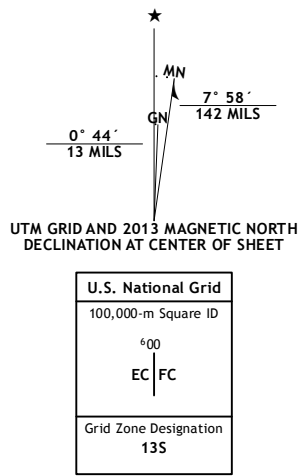 ★
MN
7° 58´
142 MILS
GN
0° 44´
13 MILS
UTM GRID AND 2013 MAGNETIC NORTH
DECLINATION AT CENTER OF SHEET
U.S. National Grid
100,000-m Square ID
⁶00
EC FC
Grid Zone Designation
13S